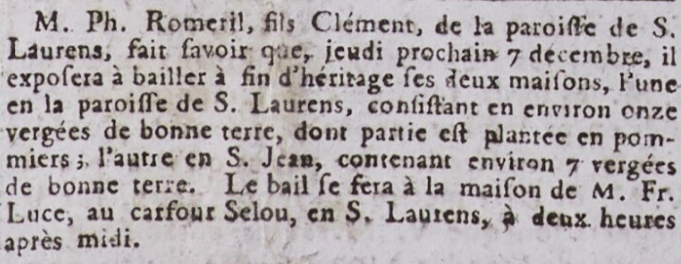 M. Ph. Romeril, fils Clément, de la paroiſſe de S.
Laurens, fait ſavoir que, jeudi prochain 7 décembre, il
expoſera à bailler à fin d'héritage ſes deux maiſons, l'une
en la paroiſſe de S. Laurens, conſiſtant en environ onze
vergées de bonne terre, dont partie eſt plantée en pom-
miers; l'autre en S. Jean, contenant environ 7 vergées
de bonne terre. Le bail ſe fera à la maiſon de M. Fr.
Luce, au carfour Selou, en S. Laurens, à deux heures
après midi.